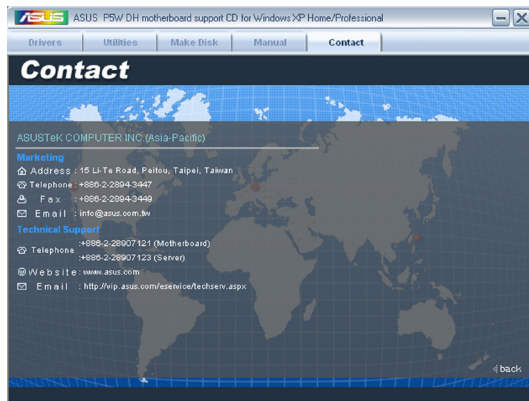 ASUS ASUS P5W DH motherboard support CD for Windows XP Home/Professional
Drivers Utilities Make Disk Manual Contact
Contact
ASUSTeK COMPUTER INC.(Asia-Pacific)
Marketing
Address : 15 Li-Te Road, Peitou, Taipei, Taiwan
Telephone : +886-2-2894-3447
Fax : +886-2-2894-3449
Email : info@asus.com.tw
Technical Support
Telephone :+886-2-28907121 (Motherboard)
:+886-2-28907123 (Server)
Website : www.asus.com
Email : http://vip.asus.com/eservice/techserv.aspx
back